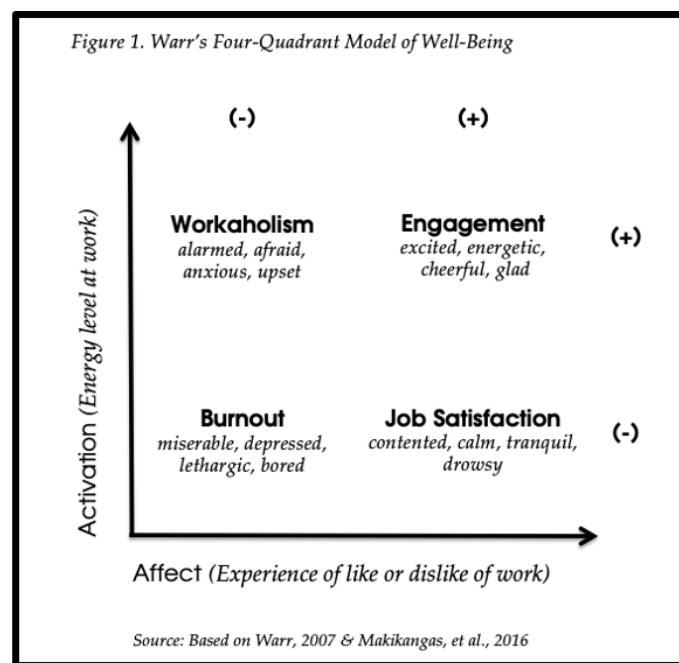 Figure 1. Warr's Four-Quadrant Model of Well-Being
(-)
(+)
Workaholism
alarmed, afraid,
anxious, upset
Engagement
excited, energetic,
cheerful, glad
(+)
Burnout
miserable, depressed,
lethargic, bored
Job Satisfaction
contented, calm, tranquil,
drowsy
(-)
Activation (Energy level at work)
Affect (Experience of like or dislike of work)
Source: Based on Warr, 2007 & Makikangas, et al., 2016